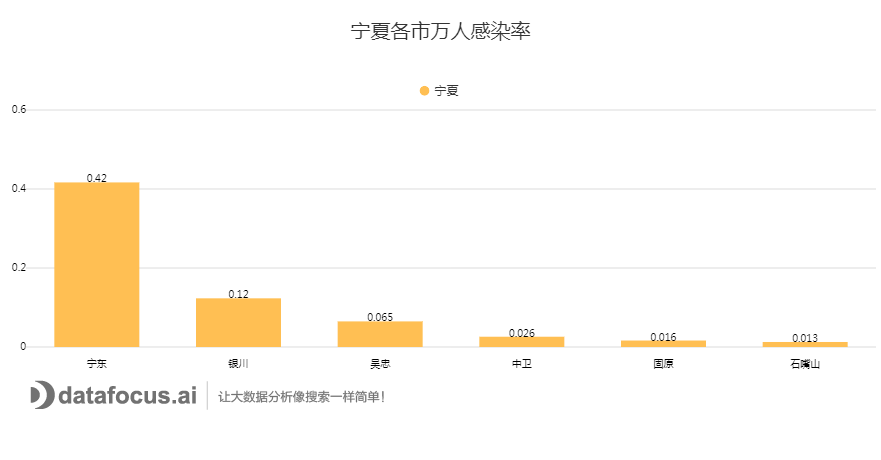 宁夏各市万人感染率
宁夏
0.6
0.4
0.2
0
0.42
0.12
0.065
0.026
0.016
0.013
宁东
银川
吴忠
中卫
固原
石嘴山
datafocus.ai
让大数据分析像搜索一样简单！